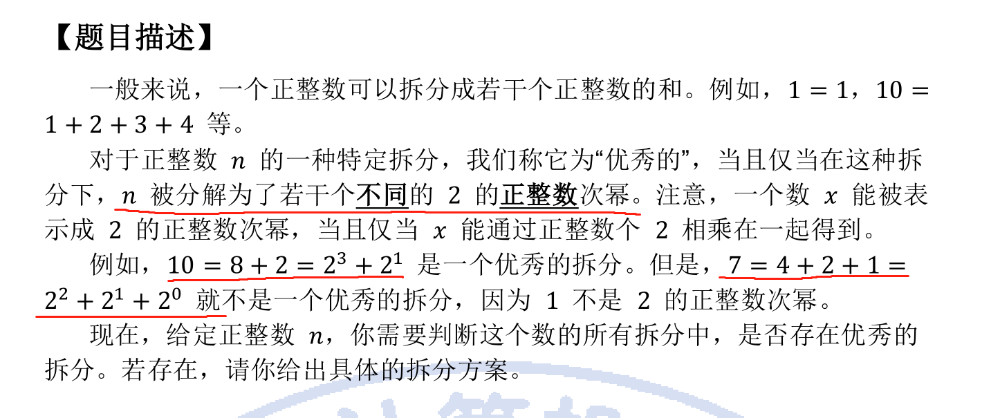 【题目描述】
一般来说，一个正整数可以拆分成若干个正整数的和。例如，1 = 1，10 =
1 + 2 + 3 + 4 等。
对于正整数 n 的一种特定拆分，我们称它为“优秀的”，当且仅当在这种拆
分下，n 被分解为了若干个不同的 2 的正整数次幂。注意，一个数 x 能被表
示成 2 的正整数次幂，当且仅当 x 能通过正整数个 2 相乘在一起得到。
例如，10 = 8 + 2 = 2³ + 2¹ 是一个优秀的拆分。但是，7 = 4 + 2 + 1 =
2² + 2¹ + 2⁰ 就不是一个优秀的拆分，因为 1 不是 2 的正整数次幂。
现在，给定正整数 n，你需要判断这个数的所有拆分中，是否存在优秀的
拆分。若存在，请你给出具体的拆分方案。